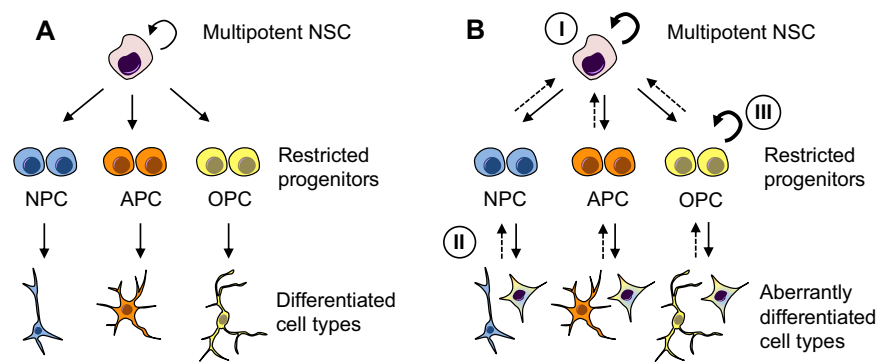 A
Multipotent NSC
Restricted
progenitors
NPC
APC
OPC
Differentiated
cell types
B
I
Multipotent NSC
III
Restricted
progenitors
NPC
APC
OPC
II
Aberrantly
differentiated
cell types